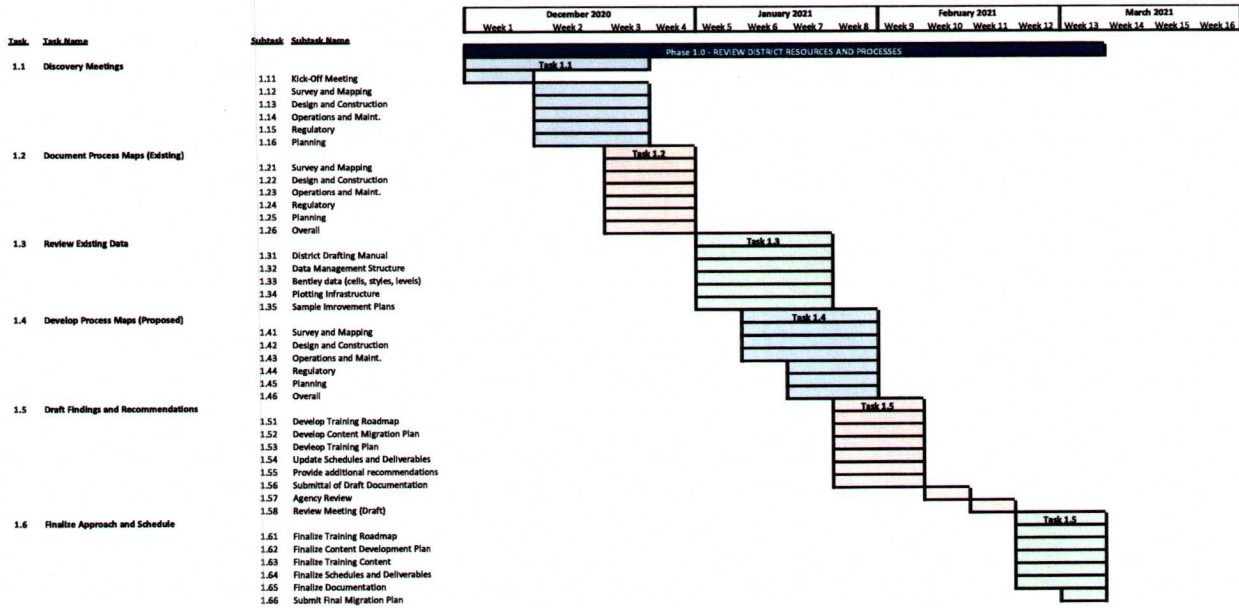 December 2020 January 2021 February 2021 March 2021
Week 1 Week 2 Week 3 Week 4 Week 5 Week 6 Week 7 Week 8 Week 9 Week 10 Week 11 Week 12 Week 13 Week 14 Week 15 Week 16
Task Task Name Subtask Subtask Name
Phase 1.0 - REVIEW DISTRICT RESOURCES AND PROCESSES
1.1 Discovery Meetings Task 1.1
1.11 Kick-Off Meeting
1.12 Survey and Mapping
1.13 Design and Construction
1.14 Operations and Maint.
1.15 Regulatory
1.16 Planning
1.2 Document Process Maps (Existing) Task 1.2
1.21 Survey and Mapping
1.22 Design and Construction
1.23 Operations and Maint.
1.24 Regulatory
1.25 Planning
1.26 Overall
1.3 Review Existing Data Task 1.3
1.31 District Drafting Manual
1.32 Data Management Structure
1.33 Bentley data (cells, styles, levels)
1.34 Plotting Infrastructure
1.35 Sample Imrovement Plans
1.4 Develop Process Maps (Proposed) Task 1.4
1.41 Survey and Mapping
1.42 Design and Construction
1.43 Operations and Maint.
1.44 Regulatory
1.45 Planning
1.46 Overall
1.5 Draft Findings and Recommendations Task 1.5
1.51 Develop Training Roadmap
1.52 Develop Content Migration Plan
1.53 Devleop Training Plan
1.54 Update Schedules and Deliverables
1.55 Provide additional recommendations
1.56 Submittal of Draft Documentation
1.57 Agency Review
1.58 Review Meeting (Draft)
1.6 Finalize Approach and Schedule Task 1.5
1.61 Finalize Training Roadmap
1.62 Finalize Content Development Plan
1.63 Finalize Training Content
1.64 Finalize Schedules and Deliverables
1.65 Finalize Documentation
1.66 Submit Final Migration Plan